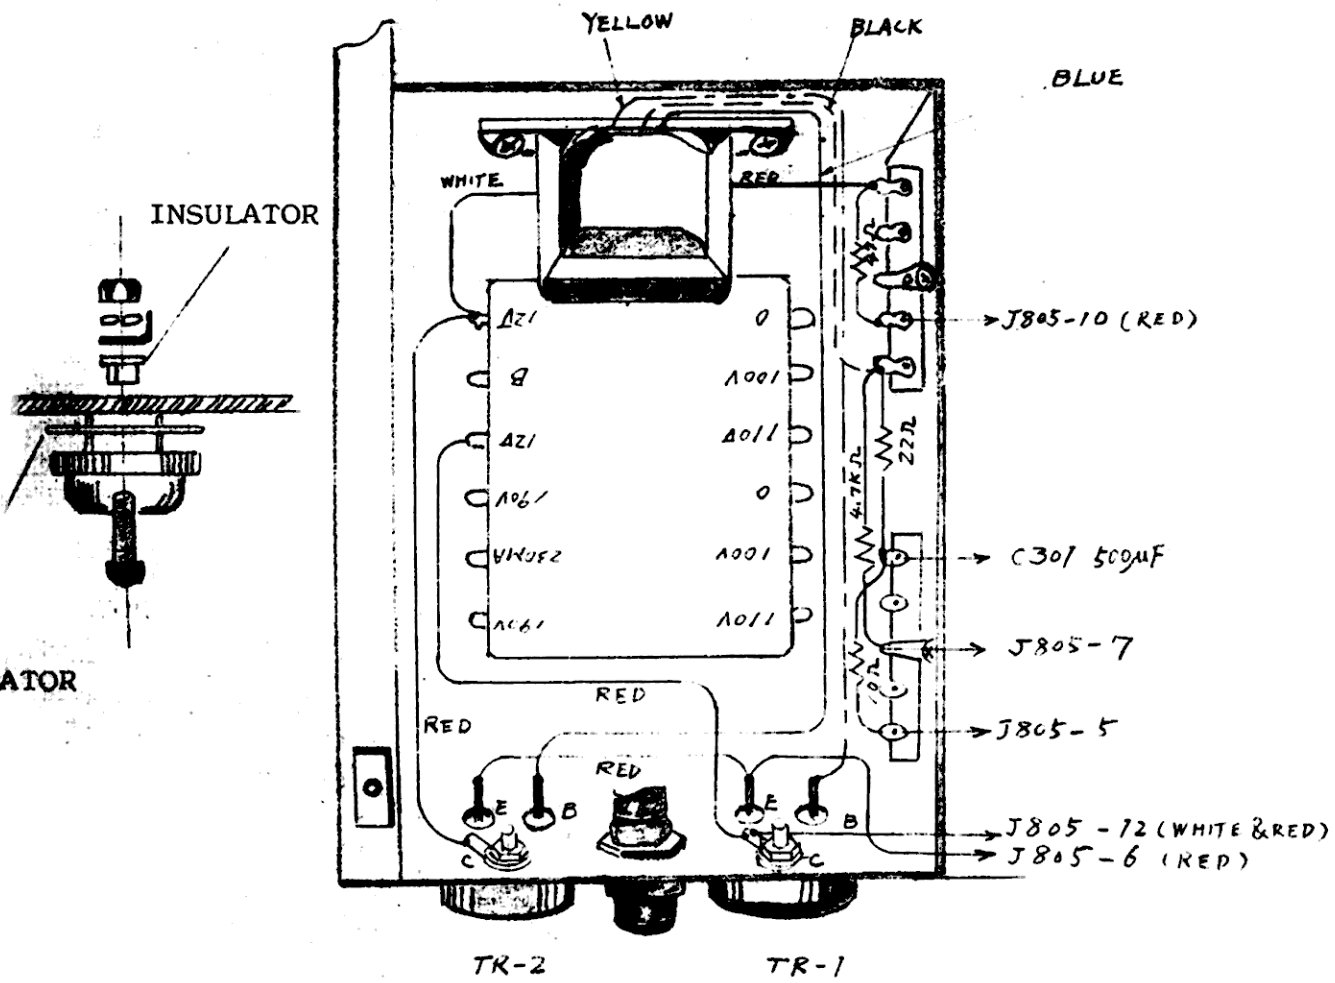 YELLOW
BLACK
BLUE
INSULATOR
WHITE
RED
12V
0
J805-10 (RED)
B
100V
12V
110V
22Ω
4.7KΩ
190V
0
230MA
100V
C301 500μF
190V
110V
J805-7
ATOR
RED
10Ω
RED
J805-5
RED
E
B
E
B
J805-12 (WHITE & RED)
C
C
J805-6 (RED)
TR-2
TR-1